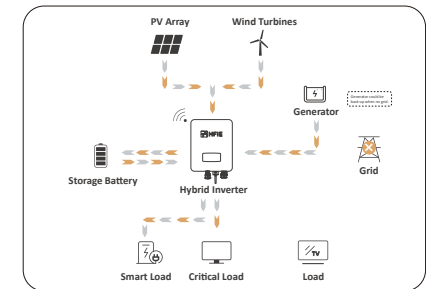 PV Array
Wind Turbines
Generator
Generator could be
back up when no grid
HFIE
Storage Battery
Hybrid Inverter
Grid
Smart Load
Critical Load
TV
Load